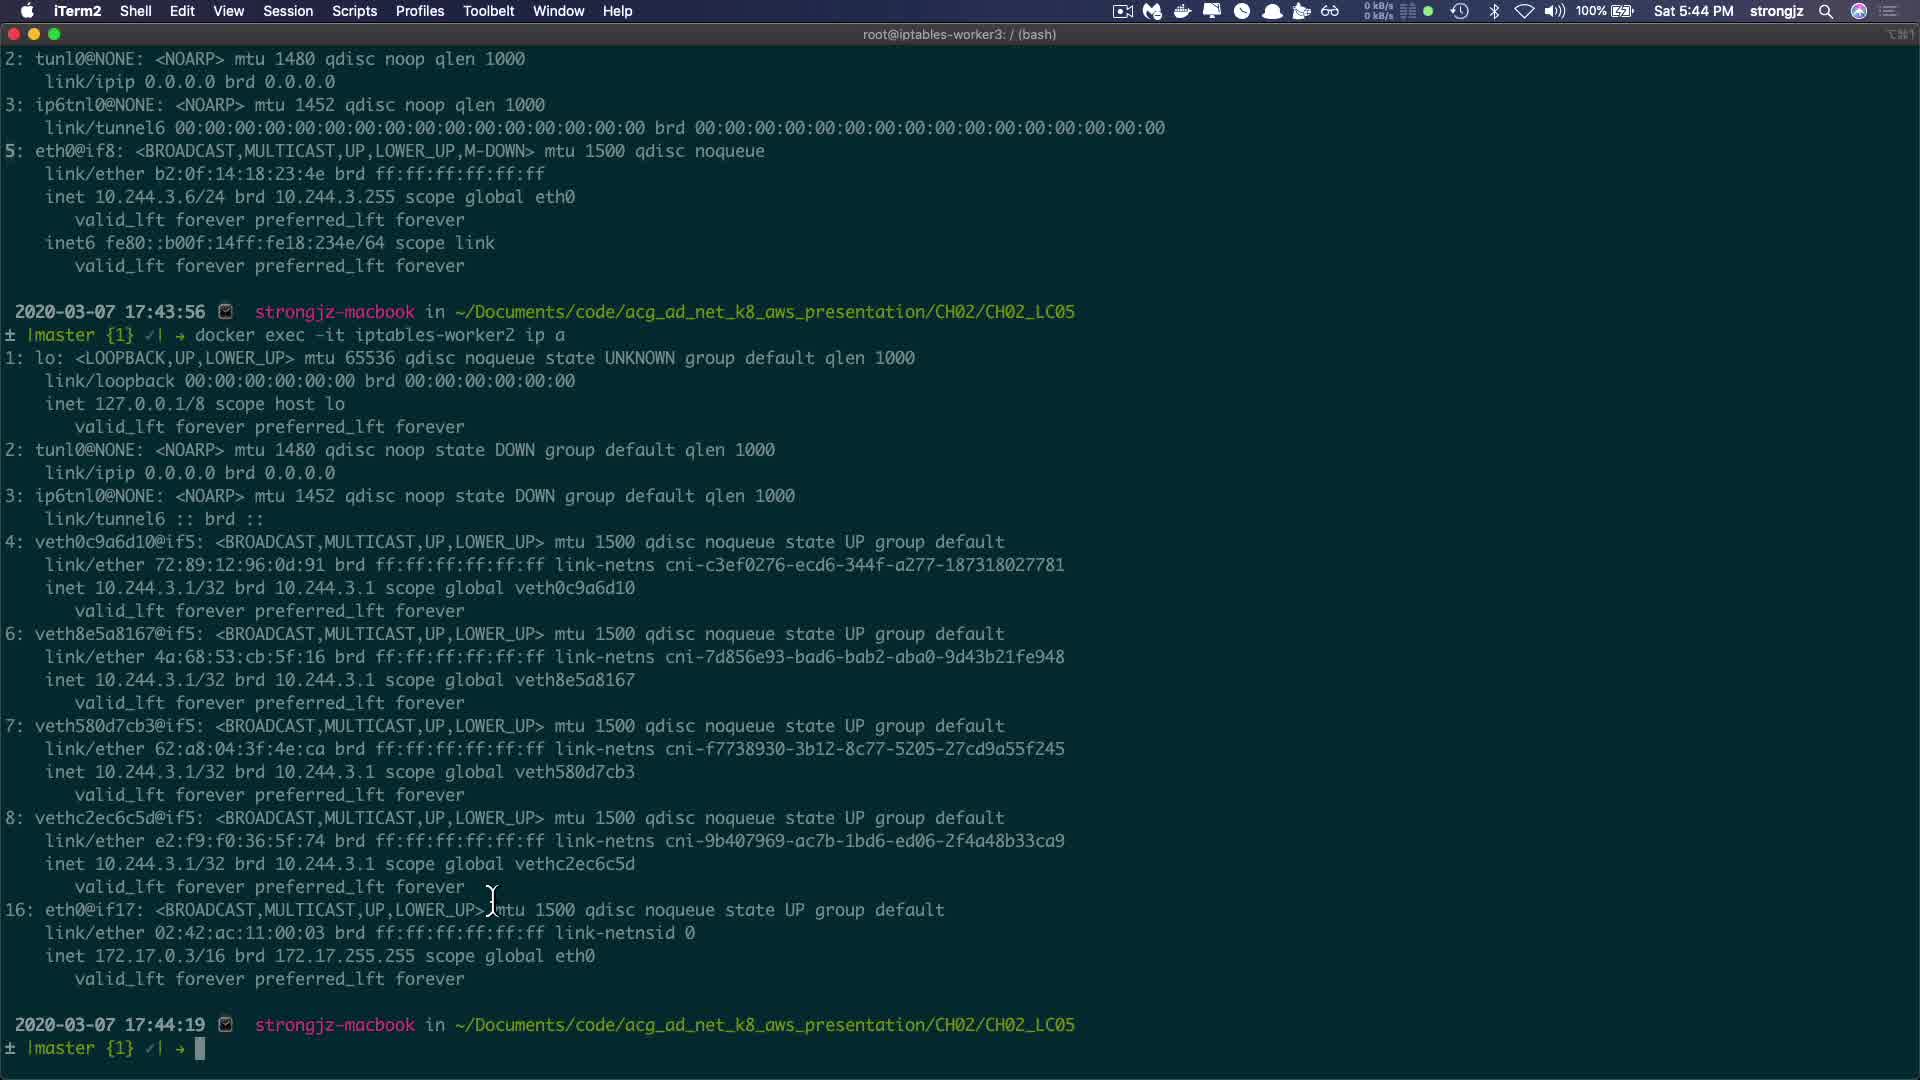 iTerm2 Shell Edit View Session Scripts Profiles Toolbelt Window Help 0 kB/s 0 kB/s 100% Sat 5:44 PM strongjz
root@iptables-worker3: / (bash) ⌥⌘1
2: tunl0@NONE: <NOARP> mtu 1480 qdisc noop qlen 1000
link/ipip 0.0.0.0 brd 0.0.0.0
3: ip6tnl0@NONE: <NOARP> mtu 1452 qdisc noop qlen 1000
link/tunnel6 00:00:00:00:00:00:00:00:00:00:00:00:00:00:00:00 brd 00:00:00:00:00:00:00:00:00:00:00:00:00:00:00:00
5: eth0@if8: <BROADCAST,MULTICAST,UP,LOWER_UP,M-DOWN> mtu 1500 qdisc noqueue
link/ether b2:0f:14:18:23:4e brd ff:ff:ff:ff:ff:ff
inet 10.244.3.6/24 brd 10.244.3.255 scope global eth0
valid_lft forever preferred_lft forever
inet6 fe80::b00f:14ff:fe18:234e/64 scope link
valid_lft forever preferred_lft forever
2020-03-07 17:43:56 strongjz-macbook in ~/Documents/code/acg_ad_net_k8_aws_presentation/CH02/CH02_LC05
± |master {1} ✓| → docker exec -it iptables-worker2 ip a
1: lo: <LOOPBACK,UP,LOWER_UP> mtu 65536 qdisc noqueue state UNKNOWN group default qlen 1000
link/loopback 00:00:00:00:00:00 brd 00:00:00:00:00:00
inet 127.0.0.1/8 scope host lo
valid_lft forever preferred_lft forever
2: tunl0@NONE: <NOARP> mtu 1480 qdisc noop state DOWN group default qlen 1000
link/ipip 0.0.0.0 brd 0.0.0.0
3: ip6tnl0@NONE: <NOARP> mtu 1452 qdisc noop state DOWN group default qlen 1000
link/tunnel6 :: brd ::
4: veth0c9a6d10@if5: <BROADCAST,MULTICAST,UP,LOWER_UP> mtu 1500 qdisc noqueue state UP group default
link/ether 72:89:12:96:0d:91 brd ff:ff:ff:ff:ff:ff link-netns cni-c3ef0276-ecd6-344f-a277-187318027781
inet 10.244.3.1/32 brd 10.244.3.1 scope global veth0c9a6d10
valid_lft forever preferred_lft forever
6: veth8e5a8167@if5: <BROADCAST,MULTICAST,UP,LOWER_UP> mtu 1500 qdisc noqueue state UP group default
link/ether 4a:68:53:cb:5f:16 brd ff:ff:ff:ff:ff:ff link-netns cni-7d856e93-bad6-bab2-aba0-9d43b21fe948
inet 10.244.3.1/32 brd 10.244.3.1 scope global veth8e5a8167
valid_lft forever preferred_lft forever
7: veth580d7cb3@if5: <BROADCAST,MULTICAST,UP,LOWER_UP> mtu 1500 qdisc noqueue state UP group default
link/ether 62:a8:04:3f:4e:ca brd ff:ff:ff:ff:ff:ff link-netns cni-f7738930-3b12-8c77-5205-27cd9a55f245
inet 10.244.3.1/32 brd 10.244.3.1 scope global veth580d7cb3
valid_lft forever preferred_lft forever
8: vethc2ec6c5d@if5: <BROADCAST,MULTICAST,UP,LOWER_UP> mtu 1500 qdisc noqueue state UP group default
link/ether e2:f9:f0:36:5f:74 brd ff:ff:ff:ff:ff:ff link-netns cni-9b407969-ac7b-1bd6-ed06-2f4a48b33ca9
inet 10.244.3.1/32 brd 10.244.3.1 scope global vethc2ec6c5d
valid_lft forever preferred_lft forever
16: eth0@if17: <BROADCAST,MULTICAST,UP,LOWER_UP> mtu 1500 qdisc noqueue state UP group default
link/ether 02:42:ac:11:00:03 brd ff:ff:ff:ff:ff:ff link-netnsid 0
inet 172.17.0.3/16 brd 172.17.255.255 scope global eth0
valid_lft forever preferred_lft forever
2020-03-07 17:44:19 strongjz-macbook in ~/Documents/code/acg_ad_net_k8_aws_presentation/CH02/CH02_LC05
± |master {1} ✓| →